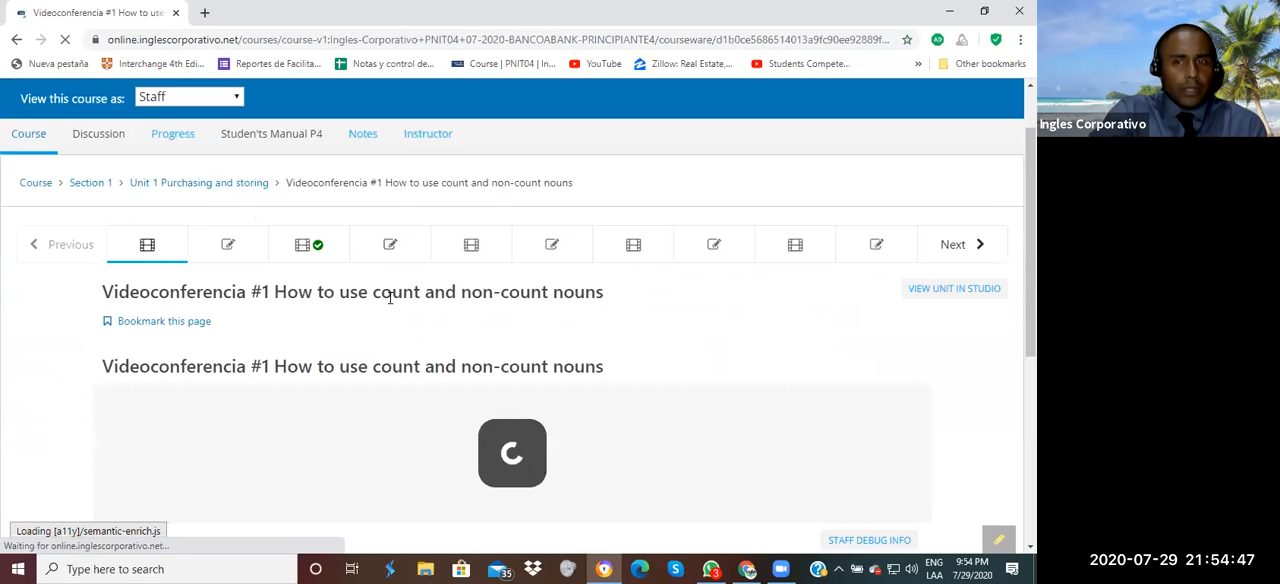 Videoconferencia #1 How to use
online.inglescorporativo.net/courses/course-v1:Ingles-Corporativo+PNIT04+07-2020-BANCOABANK-PRINCIPIANTE4/courseware/d1b0ce5686514013a9fc90ee92889f...
Nueva pestaña
Interchange 4th Edi...
Reportes de Facilita...
Notas y control de...
Course | PNIT04 | In...
YouTube
Zillow: Real Estate,...
Students Compete...
»
Other bookmarks
View this course as: Staff
Ingles Corporativo
Course Discussion Progress Studen'ts Manual P4 Notes Instructor
Course > Section 1 > Unit 1 Purchasing and storing > Videoconferencia #1 How to use count and non-count nouns
Previous
Next
Videoconferencia #1 How to use count and non-count nouns
VIEW UNIT IN STUDIO
Bookmark this page
Videoconferencia #1 How to use count and non-count nouns
Loading [a11y]/semantic-enrich.js
STAFF DEBUG INFO
Waiting for online.inglescorporativo.net...
Type here to search
35
3
ENG
LAA
9:54 PM
7/29/2020
2020-07-29 21:54:47